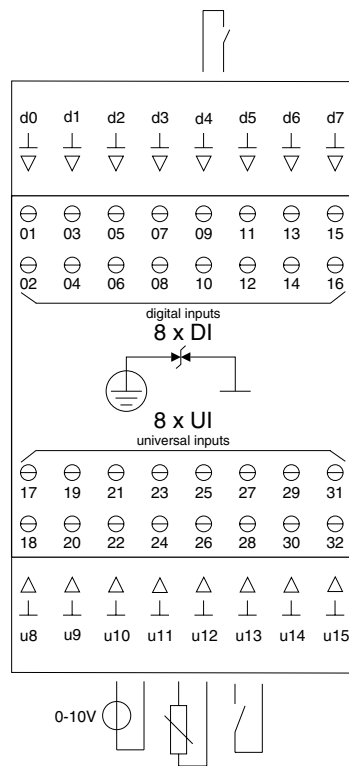 d0 d1 d2 d3 d4 d5 d6 d7
01 03 05 07 09 11 13 15
02 04 06 08 10 12 14 16
digital inputs
8 x DI
8 x UI
universal inputs
17 19 21 23 25 27 29 31
18 20 22 24 26 28 30 32
u8 u9 u10 u11 u12 u13 u14 u15
0-10V